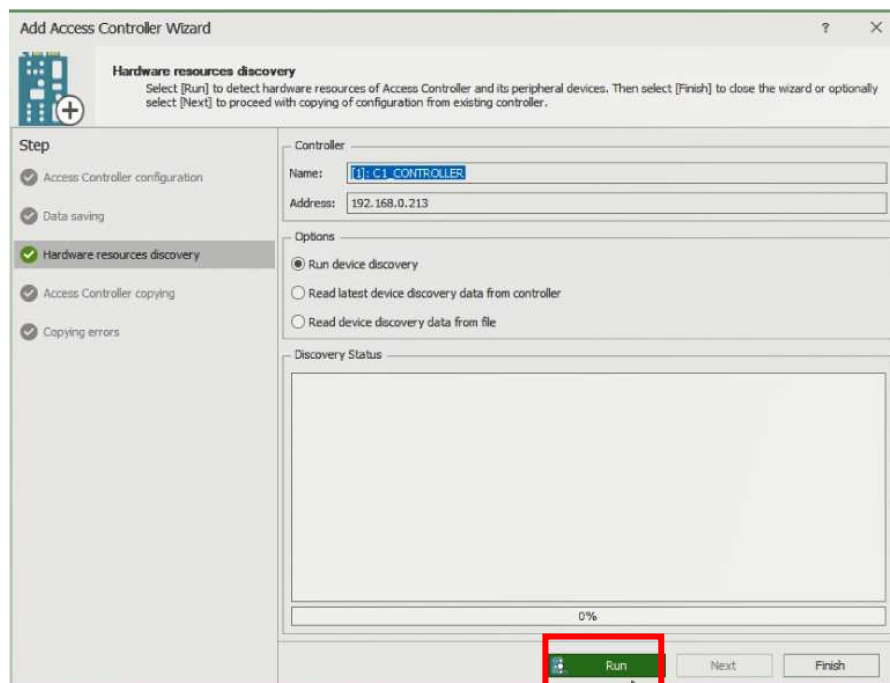 Add Access Controller Wizard
?
Hardware resources discovery
Select [Run] to detect hardware resources of Access Controller and its peripheral devices. Then select [Finish] to close the wizard or optionally
select [Next] to proceed with copying of configuration from existing controller.
Step
Access Controller configuration
Data saving
Hardware resources discovery
Access Controller copying
Copying errors
Controller
Name: [1]: C1_CONTROLLER
Address: 192.168.0.213
Options
Run device discovery
Read latest device discovery data from controller
Read device discovery data from file
Discovery Status
0%
Run Next Finish